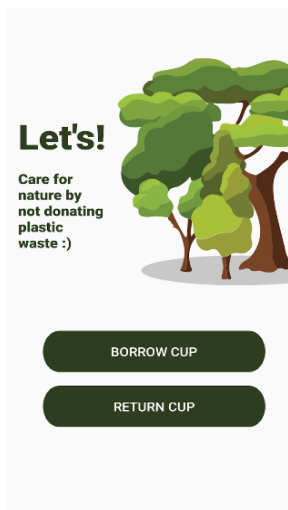 Let's!
Care for
nature by
not donating
plastic
waste :)
BORROW CUP
RETURN CUP